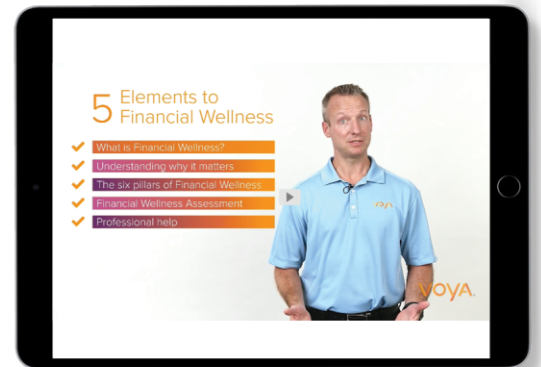 5 Elements to
Financial Wellness
What is Financial Wellness?
Understanding why it matters
The six pillars of Financial Wellness
Financial Wellness Assessment
Professional help
VOYA